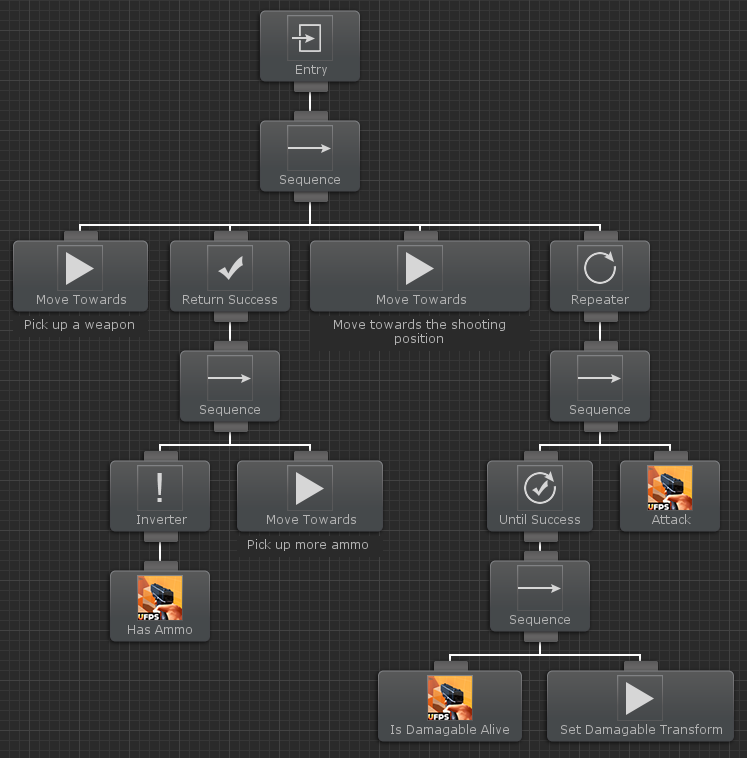 Entry
Sequence
Move Towards
Return Success
Move Towards
Repeater
Pick up a weapon
Move towards the shooting
position
Sequence
Sequence
Inverter
Move Towards
Until Success
UFPS
Attack
Pick up more ammo
UFPS
Has Ammo
Sequence
UFPS
Is Damagable Alive
Set Damagable Transform